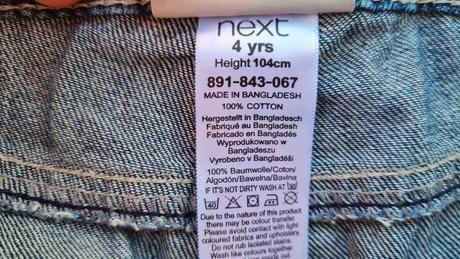 next
4 yrs
Height 104cm
891-843-067
MADE IN BANGLADESH
100% COTTON
Hergestellt in Bangladesch
Fabriqué au Bangladesh
Fabricado en Bangladés
Wyprodukowano w
Bangladeszu
Vyrobeno v Bangladéši
100% Baumwolle/Coton/
Algodón/Bawełna/Bavlna
IF IT'S NOT DIRTY WASH AT 30
40
Due to the nature of this product
there may be colour transfer.
Please avoid contact with light
coloured fabrics and upholstery.
Do not rub isolated stains.
Wash like colours together